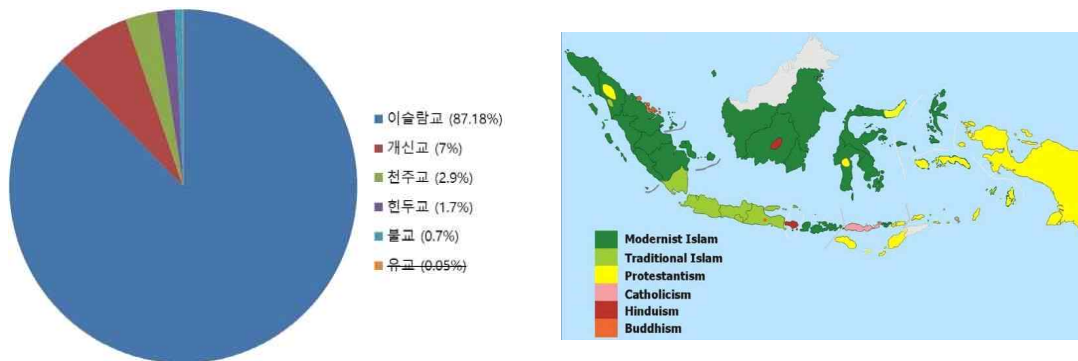 이슬람교 (87.18%)
개신교 (7%)
천주교 (2.9%)
힌두교 (1.7%)
불교 (0.7%)
유교 (0.05%)
Modernist Islam
Traditional Islam
Protestantism
Catholicism
Hinduism
Buddhism